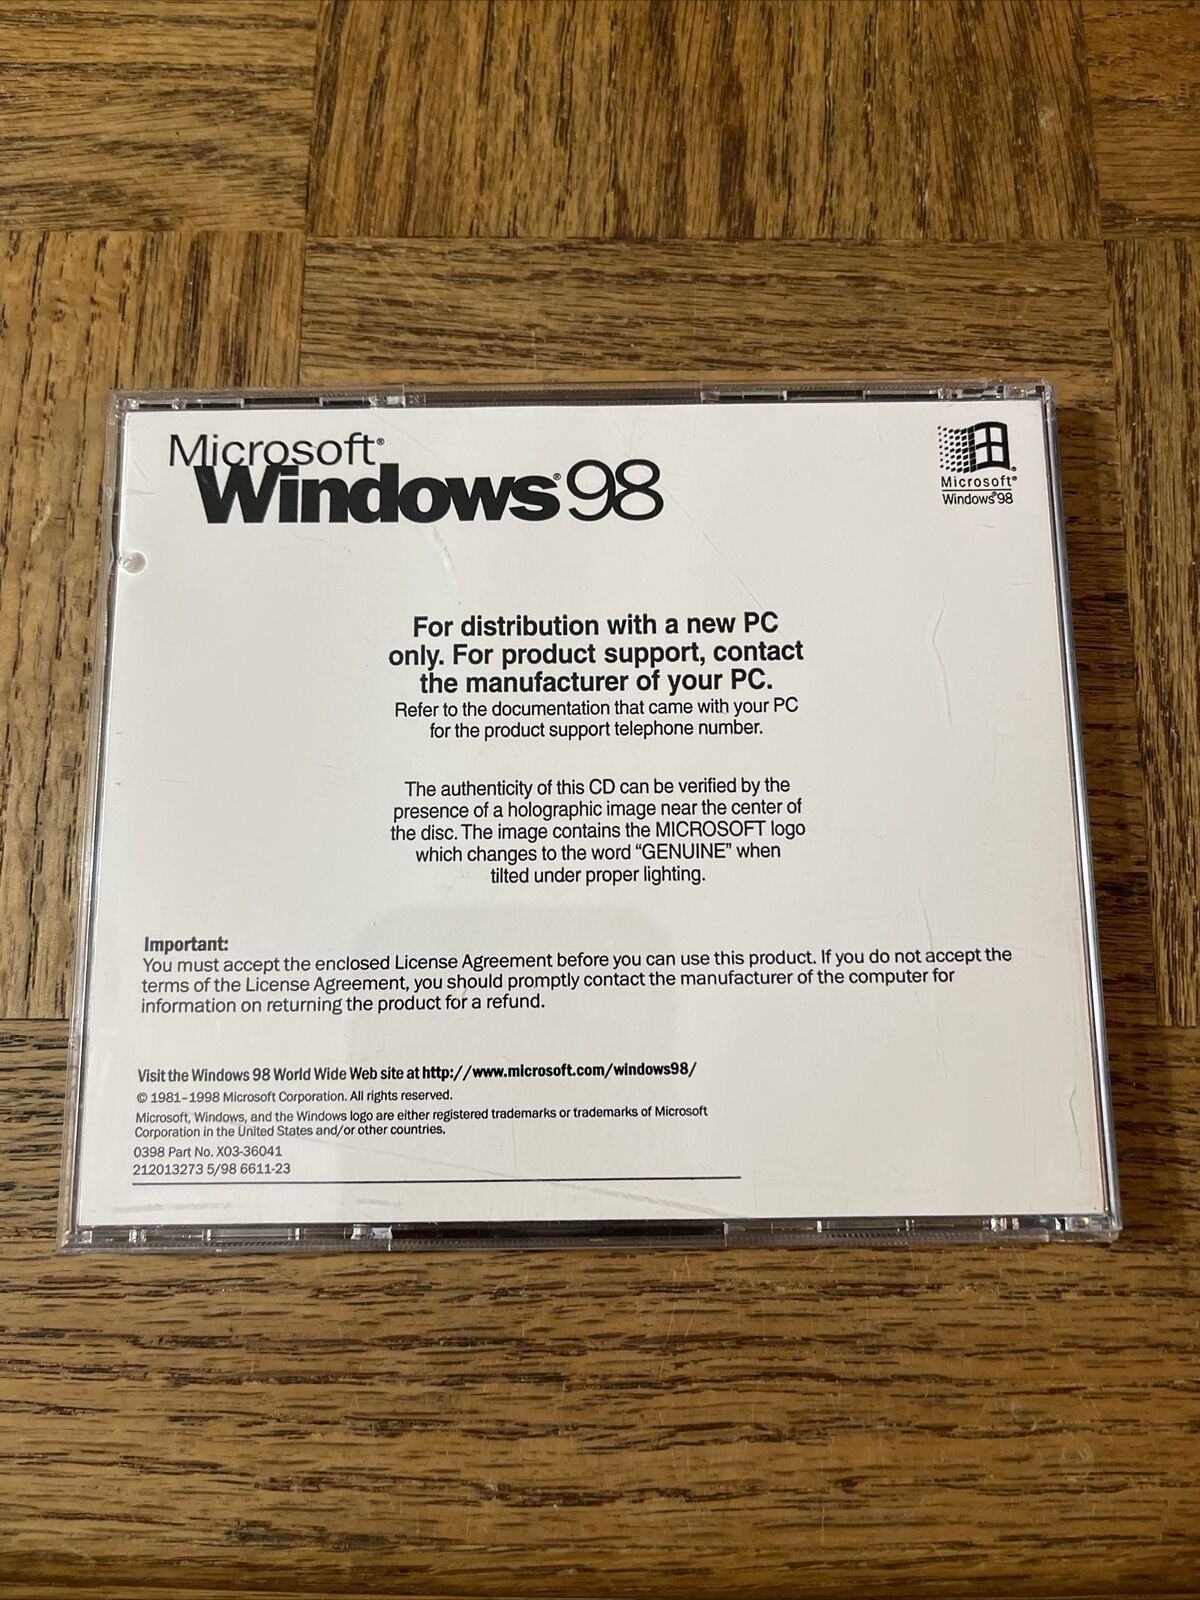 Microsoft®
Windows® 98
Microsoft®
Windows®98
For distribution with a new PC
only. For product support, contact
the manufacturer of your PC.
Refer to the documentation that came with your PC
for the product support telephone number.
The authenticity of this CD can be verified by the
presence of a holographic image near the center of
the disc. The image contains the MICROSOFT logo
which changes to the word “GENUINE” when
tilted under proper lighting.
Important:
You must accept the enclosed License Agreement before you can use this product. If you do not accept the
terms of the License Agreement, you should promptly contact the manufacturer of the computer for
information on returning the product for a refund.
Visit the Windows 98 World Wide Web site at http://www.microsoft.com/windows98/
© 1981–1998 Microsoft Corporation. All rights reserved.
Microsoft, Windows, and the Windows logo are either registered trademarks or trademarks of Microsoft
Corporation in the United States and/or other countries.
0398 Part No. X03-36041
212013273 5/98 6611-23